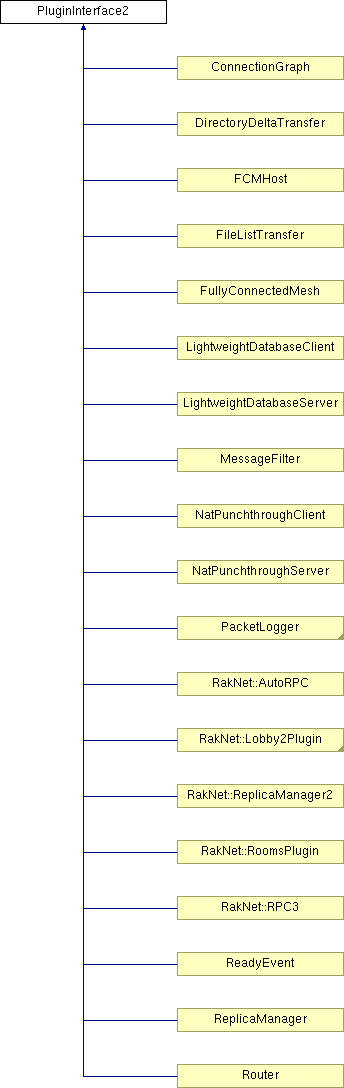 PluginInterface2
ConnectionGraph
DirectoryDeltaTransfer
FCMHost
FileListTransfer
FullyConnectedMesh
LightweightDatabaseClient
LightweightDatabaseServer
MessageFilter
NatPunchthroughClient
NatPunchthroughServer
PacketLogger
RakNet::AutoRPC
RakNet::Lobby2Plugin
RakNet::ReplicaManager2
RakNet::RoomsPlugin
RakNet::RPC3
ReadyEvent
ReplicaManager
Router